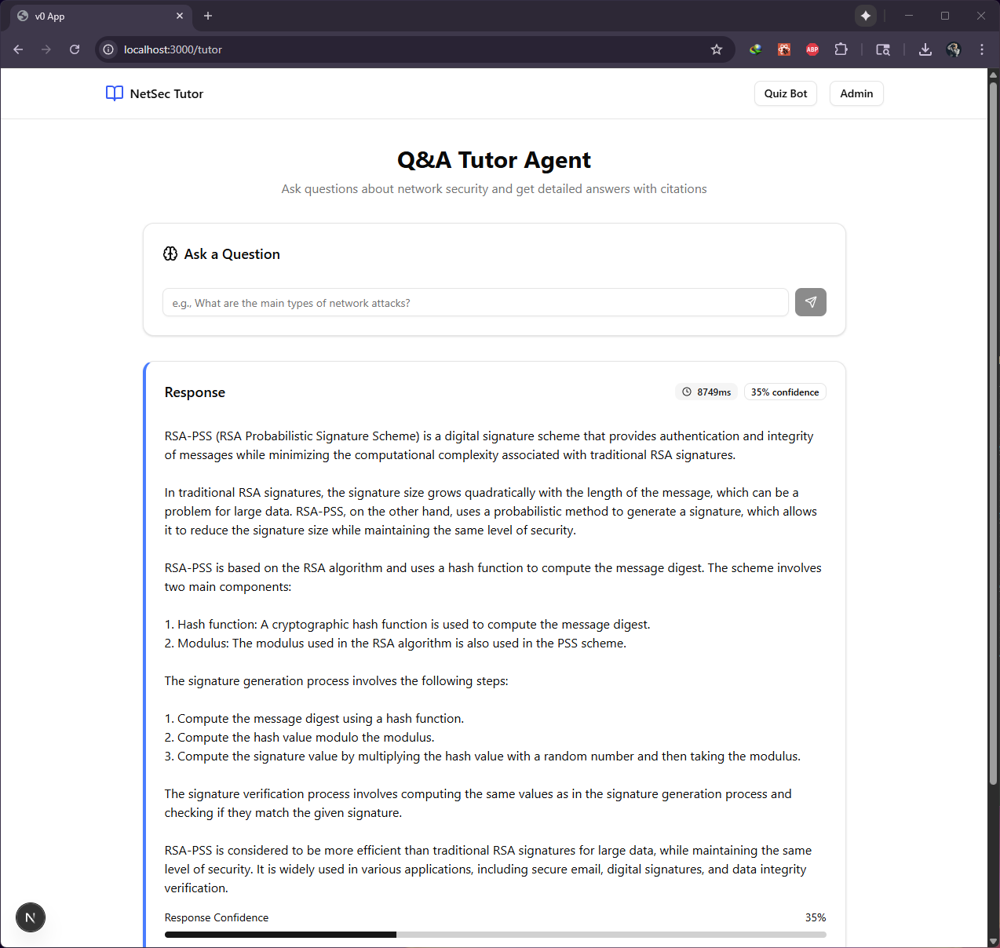 v0 App
localhost:3000/tutor
ABP
NetSec Tutor
Quiz Bot
Admin
Q&A Tutor Agent
Ask questions about network security and get detailed answers with citations
Ask a Question
e.g., What are the main types of network attacks?
Response
8749ms
35% confidence
RSA-PSS (RSA Probabilistic Signature Scheme) is a digital signature scheme that provides authentication and integrity
of messages while minimizing the computational complexity associated with traditional RSA signatures.
In traditional RSA signatures, the signature size grows quadratically with the length of the message, which can be a
problem for large data. RSA-PSS, on the other hand, uses a probabilistic method to generate a signature, which allows
it to reduce the signature size while maintaining the same level of security.
RSA-PSS is based on the RSA algorithm and uses a hash function to compute the message digest. The scheme involves
two main components:
1. Hash function: A cryptographic hash function is used to compute the message digest.
2. Modulus: The modulus used in the RSA algorithm is also used in the PSS scheme.
The signature generation process involves the following steps:
1. Compute the message digest using a hash function.
2. Compute the hash value modulo the modulus.
3. Compute the signature value by multiplying the hash value with a random number and then taking the modulus.
The signature verification process involves computing the same values as in the signature generation process and
checking if they match the given signature.
RSA-PSS is considered to be more efficient than traditional RSA signatures for large data, while maintaining the same
level of security. It is widely used in various applications, including secure email, digital signatures, and data integrity
verification.
Response Confidence
35%
N